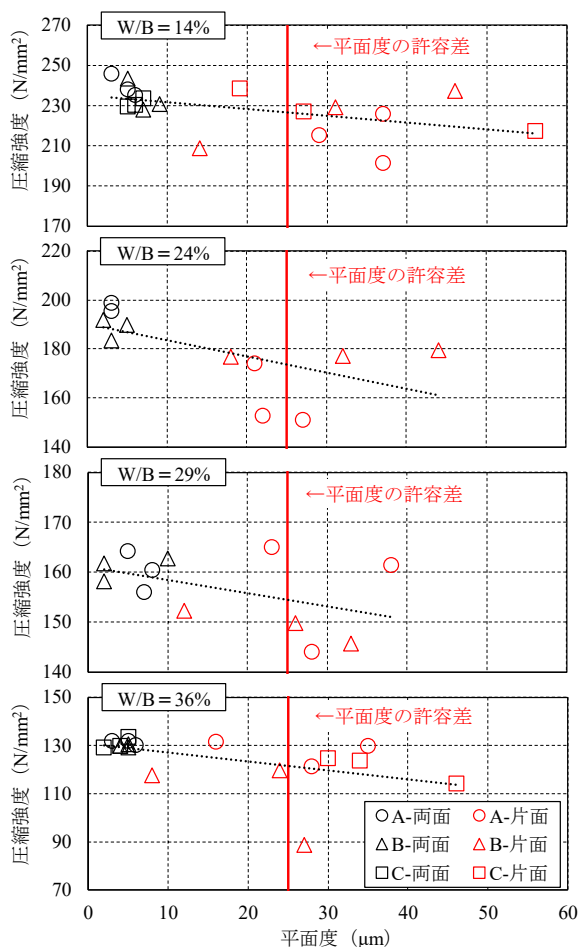 W/B = 14%
←平面度の許容差
圧縮強度（N/mm²）
270
250
230
210
190
170
W/B = 24%
←平面度の許容差
圧縮強度（N/mm²）
220
200
180
160
140
W/B = 29%
←平面度の許容差
圧縮強度（N/mm²）
180
170
160
150
140
W/B = 36%
←平面度の許容差
圧縮強度（N/mm²）
150
130
110
90
70
A-両面 A-片面
B-両面 B-片面
C-両面 C-片面
0 10 20 30 40 50 60
平面度（μm）